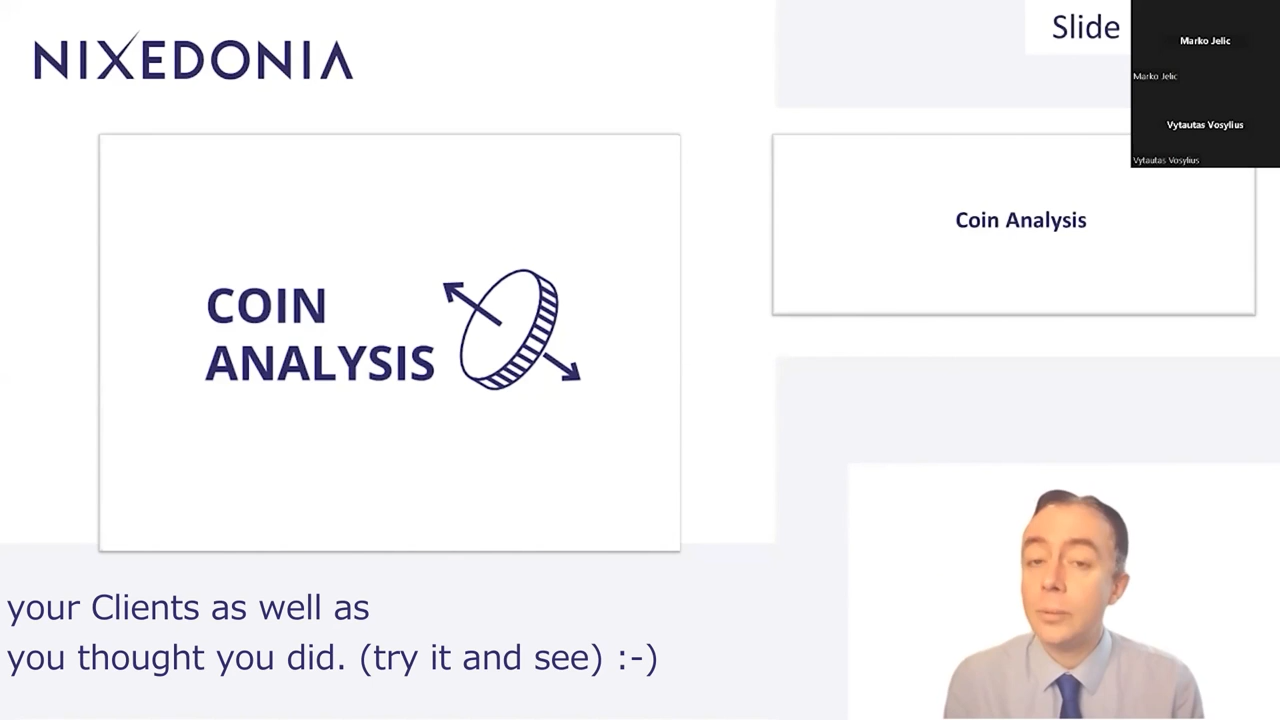 NIXEDONIA
Slide
Marko Jelic
Marko Jelic
Vytautas Vosylius
Vytautas Vosylius
COIN
ANALYSIS
Coin Analysis
your Clients as well as
you thought you did. (try it and see) :-)